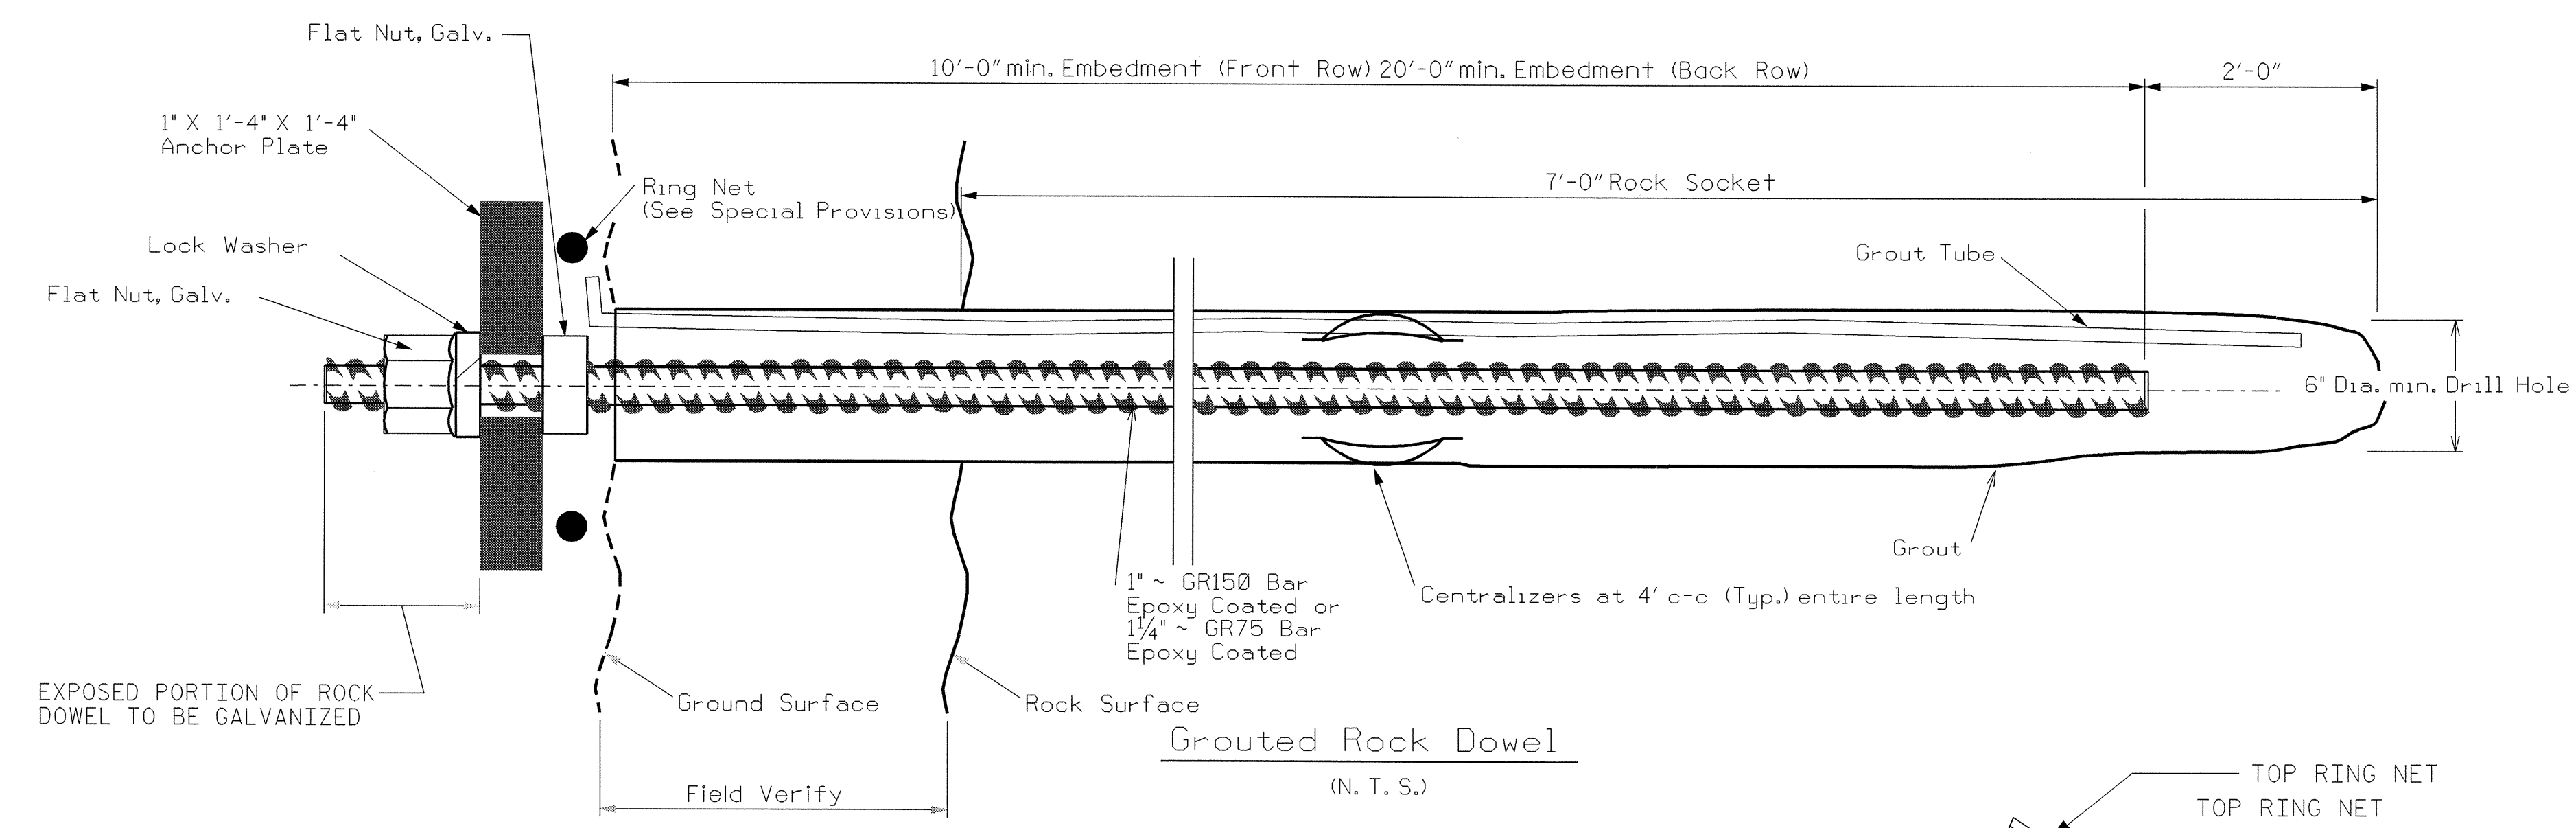 Flat Nut, Galv.
10'-0" min. Embedment (Front Row) 20'-0" min. Embedment (Back Row)
2'-0"
1" X 1'-4" X 1'-4"
Anchor Plate
Ring Net
(See Special Provisions)
7'-0" Rock Socket
Lock Washer
Grout Tube
Flat Nut, Galv.
6" Dia. min. Drill Hole
Grout
1" ~ GR150 Bar
Epoxy Coated or
1 1/4" ~ GR75 Bar
Epoxy Coated
Centralizers at 4' c-c (Typ.) entire length
EXPOSED PORTION OF ROCK
DOWEL TO BE GALVANIZED
Ground Surface
Rock Surface
Grouted Rock Dowel
(N. T. S.)
Field Verify
TOP RING NET
TOP RING NET